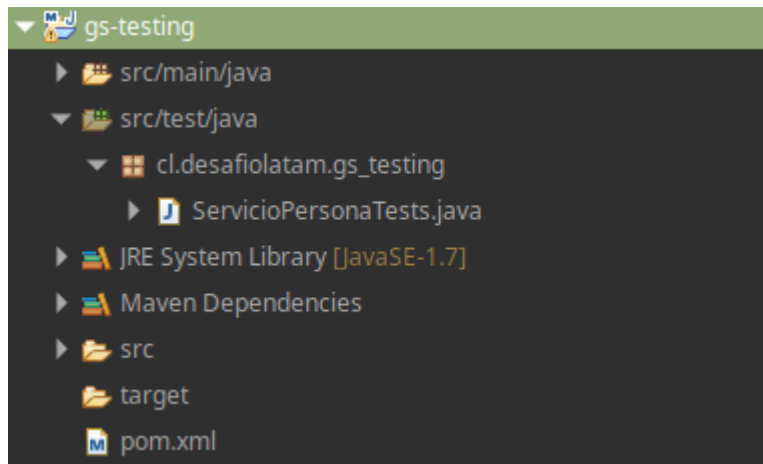 gs-testing
src/main/java
src/test/java
cl.desafiolatam.gs_testing
ServicioPersonaTests.java
JRE System Library [JavaSE-1.7]
Maven Dependencies
src
target
pom.xml